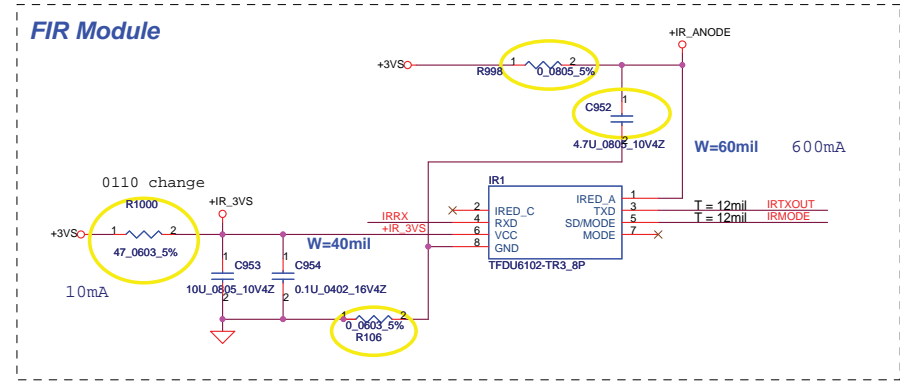 FIR Module
+IR_ANODE
+3VS
R998
1
2
0_0805_5%
1
C952
2
4.7U_0805_10V4Z
W=60mil
600mA
0110 change
R1000
+IR_3VS
+3VS
1
2
47_0603_5%
10mA
W=40mil
1
C953
2
10U_0805_10V4Z
1
C954
2
0.1U_0402_16V4Z
1
2
0_0603_5%
R106
IR1
IRRX
+IR_3VS
2
4
6
8
IRED_C
RXD
VCC
GND
IRED_A
TXD
SD/MODE
MODE
1
3
5
7
T = 12mil
IRTXOUT
T = 12mil
IRMODE
TFDU6102-TR3_8P